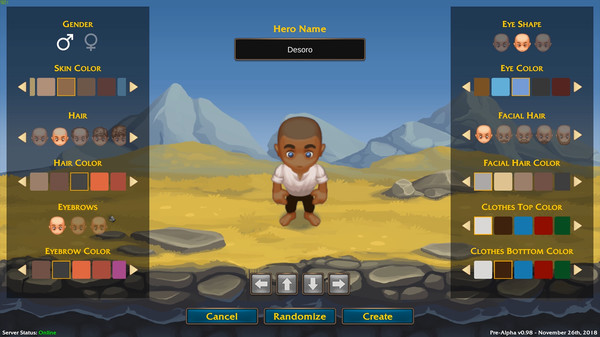 Gender
Skin Color
Hair
Hair Color
Eyebrows
Eyebrow Color
Hero Name
Desoro
Eye Shape
Eye Color
Facial Hair
Facial Hair Color
Clothes Top Color
Clothes Botttom Color
Cancel
Randomize
Create
Server Status: Online
Pre-Alpha v0.98 - November 26th, 2018